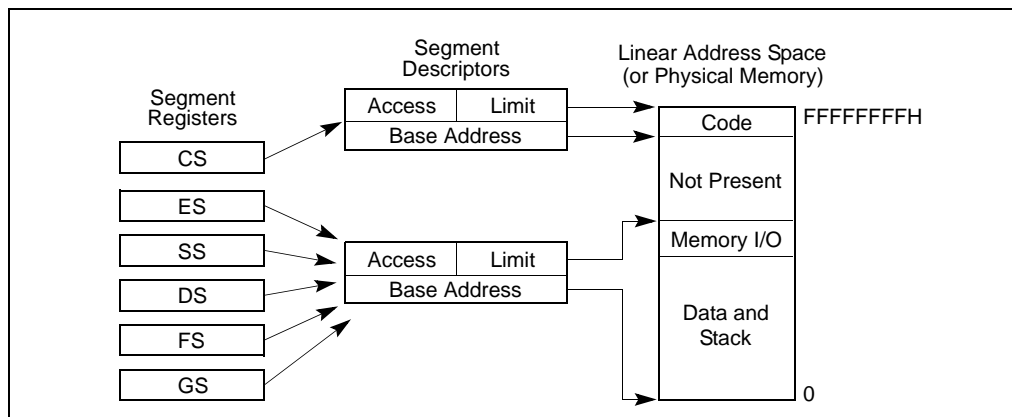 Segment
Registers
CS
ES
SS
DS
FS
GS
Segment
Descriptors
Access
Limit
Base Address
Access
Limit
Base Address
Linear Address Space
(or Physical Memory)
Code
FFFFFFFFH
Not Present
Memory I/O
Data and
Stack
0